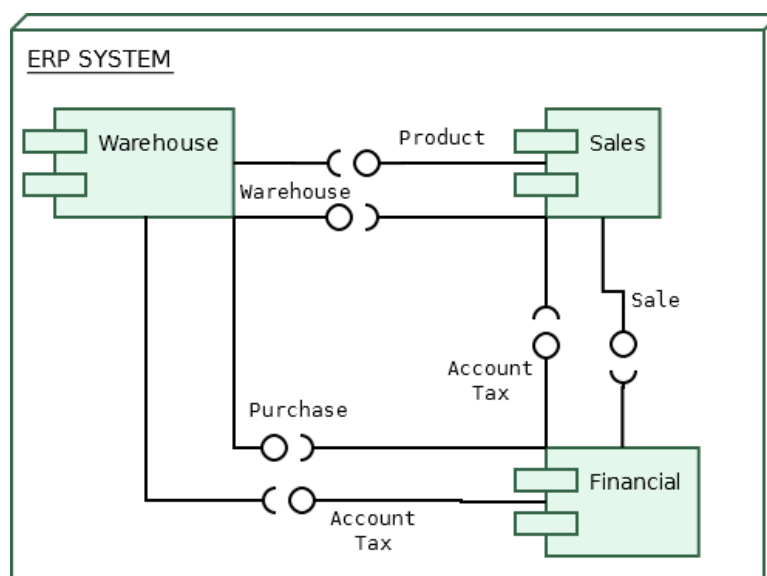 ERP SYSTEM
Warehouse
Product
Sales
Warehouse
Sale
Account
Tax
Purchase
Financial
Account
Tax